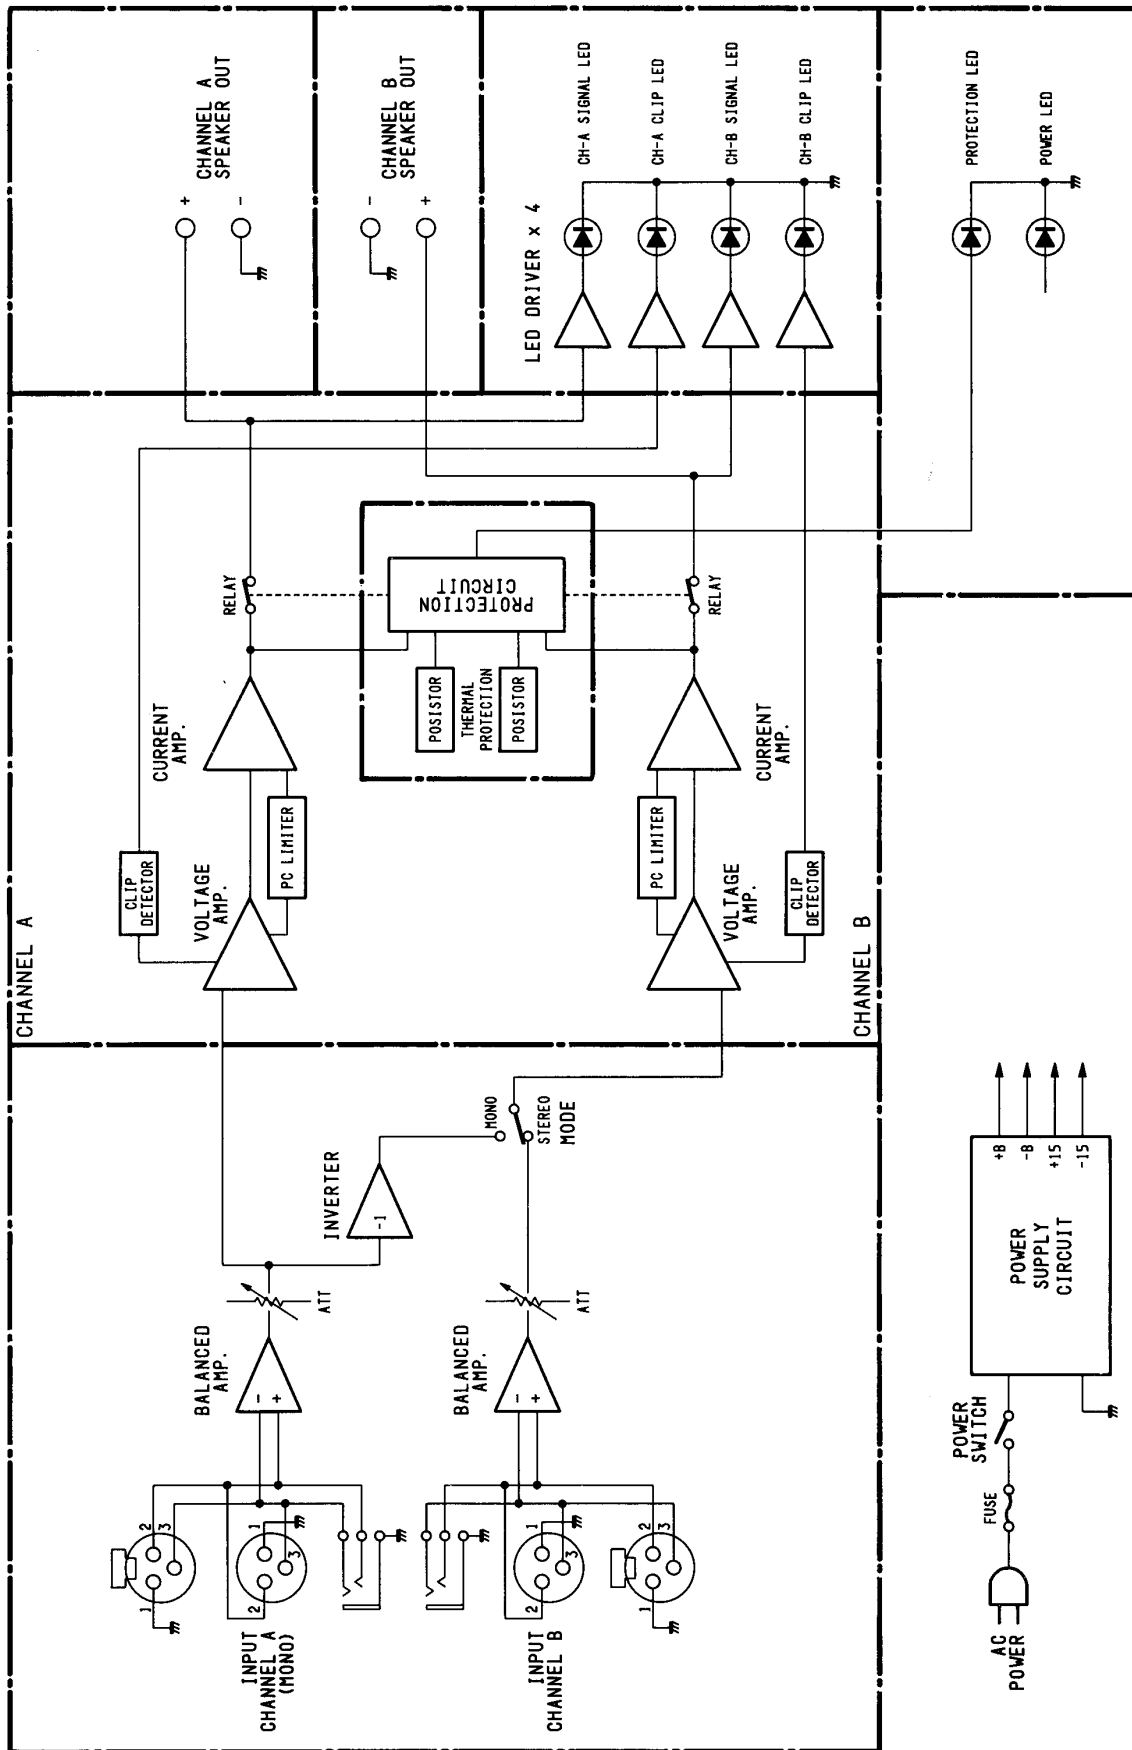 CHANNEL A
CHANNEL B
INPUT
CHANNEL A
(MONO)
1
2
3
2
1
3
BALANCED
AMP.
-
+
ATT
INVERTER
-1
MONO
STEREO
MODE
INPUT
CHANNEL B
2
1
3
1
2
3
BALANCED
AMP.
-
+
ATT
CLIP
DETECTOR
VOLTAGE
AMP.
PC LIMITER
CURRENT
AMP.
RELAY
PROTECTION
CIRCUIT
POSISTOR
THERMAL
PROTECTION
POSISTOR
RELAY
PC LIMITER
VOLTAGE
AMP.
CURRENT
AMP.
CLIP
DETECTOR
+
-
CHANNEL A
SPEAKER OUT
-
+
CHANNEL B
SPEAKER OUT
LED DRIVER x 4
CH-A SIGNAL LED
CH-A CLIP LED
CH-B SIGNAL LED
CH-B CLIP LED
PROTECTION LED
POWER LED
AC
POWER
FUSE
POWER
SWITCH
POWER
SUPPLY
CIRCUIT
+B
-B
+15
-15